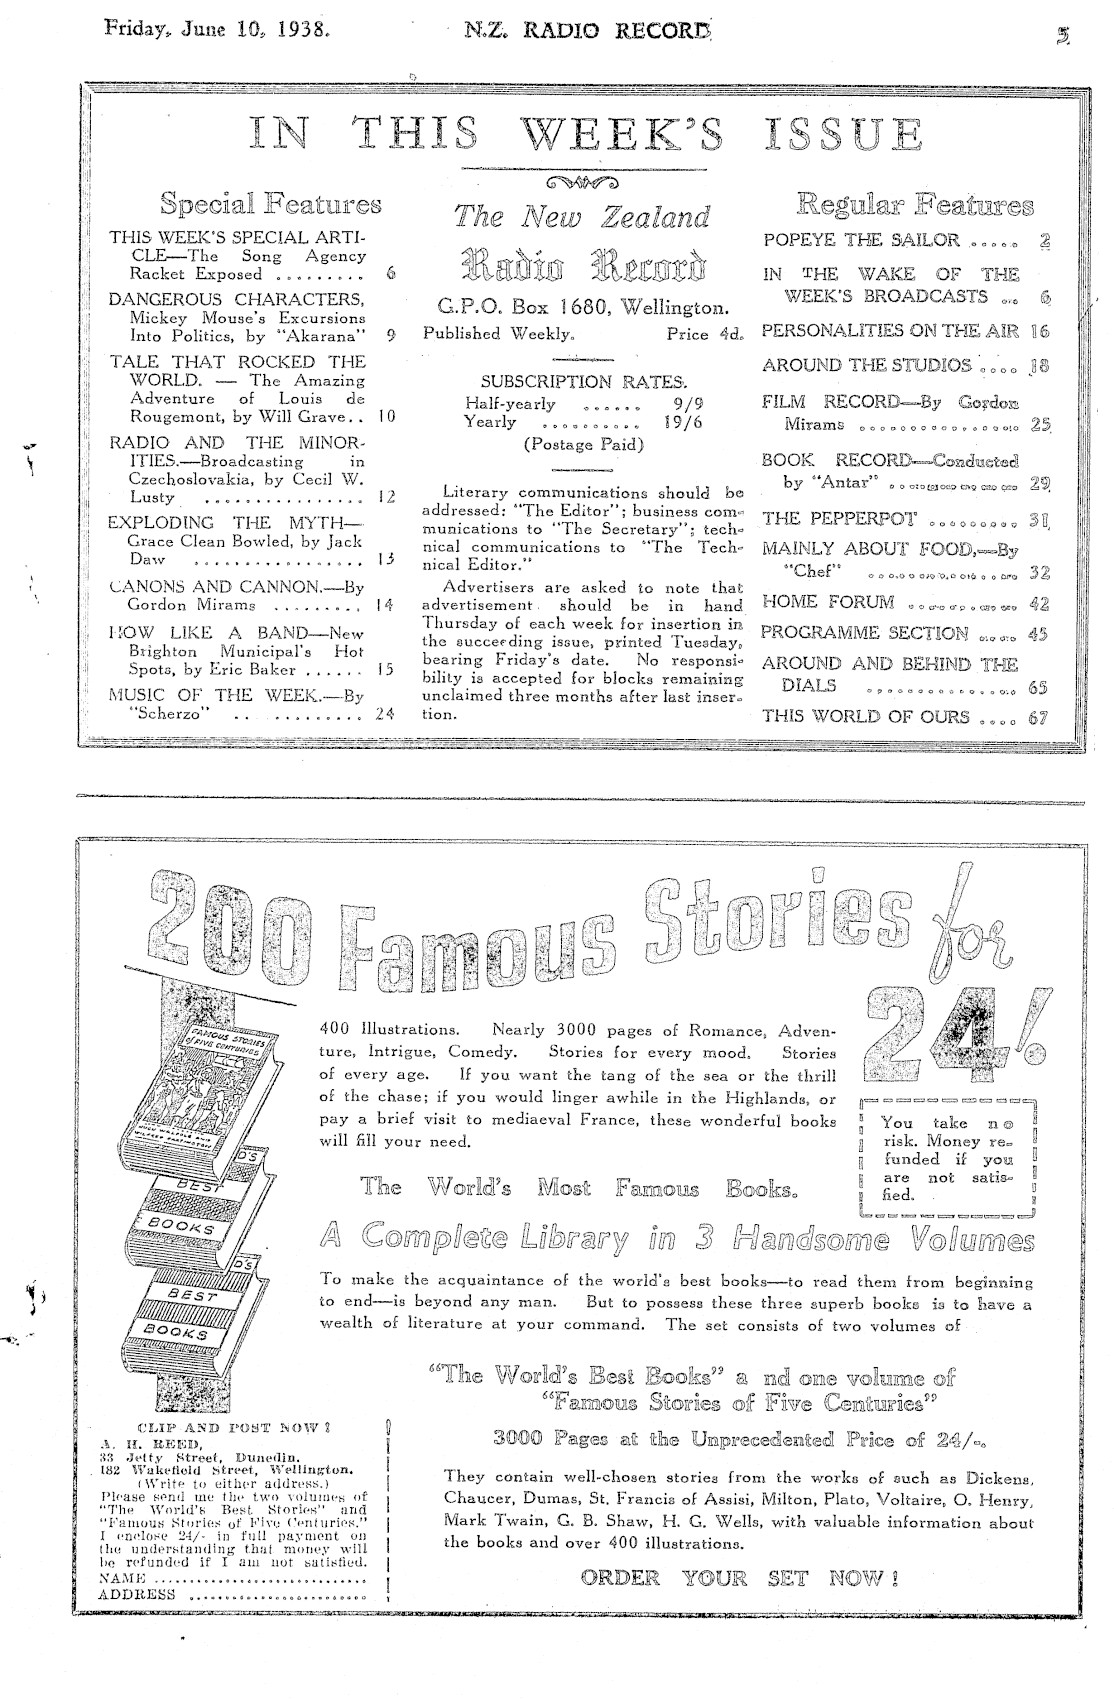 Friday, June 10, 1938.
N.Z. RADIO RECORD
5
IN THIS WEEK'S ISSUE
Special Features
THIS WEEK'S SPECIAL ARTI-
CLE—The Song Agency
Racket Exposed ......... 6
DANGEROUS CHARACTERS,
Mickey Mouse's Excursions
Into Politics, by "Akarana" 9
TALE THAT ROCKED THE
WORLD. — The Amazing
Adventure of Louis de
Rougemont, by Will Grave.. 10
RADIO AND THE MINOR-
ITIES.—Broadcasting in
Czechoslovakia, by Cecil W.
Lusty ................ 12
EXPLODING THE MYTH—
Grace Clean Bowled, by Jack
Daw ................. 13
CANONS AND CANNON.—By
Gordon Mirams ......... 14
HOW LIKE A BAND—New
Brighton Municipal's Hot
Spots, by Eric Baker ...... 15
MUSIC OF THE WEEK.—By
"Scherzo" .. .......... 24
The New Zealand
Radio Record
G.P.O. Box 1680, Wellington.
Published Weekly. Price 4d.
SUBSCRIPTION RATES.
Half-yearly ...... 9/9
Yearly .......... 19/6
(Postage Paid)
Literary communications should be
addressed: "The Editor"; business com-
munications to "The Secretary"; tech-
nical communications to "The Tech-
nical Editor."
Advertisers are asked to note that
advertisement should be in hand
Thursday of each week for insertion in
the succeeding issue, printed Tuesday,
bearing Friday's date. No responsi-
bility is accepted for blocks remaining
unclaimed three months after last inser-
tion.
Regular Features
POPEYE THE SAILOR ..... 2
IN THE WAKE OF THE
WEEK'S BROADCASTS ... 6
PERSONALITIES ON THE AIR 16
AROUND THE STUDIOS .... 18
FILM RECORD—By Gordon
Mirams ................. 25
BOOK RECORD—Conducted
by "Antar" .............. 29
THE PEPPERPOT ......... 31
MAINLY ABOUT FOOD,—By
"Chef" ................ 32
HOME FORUM ........... 42
PROGRAMME SECTION ..... 45
AROUND AND BEHIND THE
DIALS ................ 65
THIS WORLD OF OURS .... 67
200 Famous Stories for
24/!
400 Illustrations. Nearly 3000 pages of Romance, Adven-
ture, Intrigue, Comedy. Stories for every mood. Stories
of every age. If you want the tang of the sea or the thrill
of the chase; if you would linger awhile in the Highlands, or
pay a brief visit to mediaeval France, these wonderful books
will fill your need.
You take no
risk. Money re-
funded if you
are not satis-
fied.
FAMOUS STORIES
of FIVE CENTURIES
D'S
BEST
BOOKS
D'S
BEST
BOOKS
The World's Most Famous Books.
A Complete Library in 3 Handsome Volumes
To make the acquaintance of the world's best books—to read them from beginning
to end—is beyond any man. But to possess these three superb books is to have a
wealth of literature at your command. The set consists of two volumes of
"The World's Best Books" a nd one volume of
"Famous Stories of Five Centuries"
3000 Pages at the Unprecedented Price of 24/-.
They contain well-chosen stories from the works of such as Dickens,
Chaucer, Dumas, St. Francis of Assisi, Milton, Plato, Voltaire, O. Henry,
Mark Twain, G. B. Shaw, H. G. Wells, with valuable information about
the books and over 400 illustrations.
ORDER YOUR SET NOW!
CLIP AND POST NOW!
A. H. REED,
33 Jetty Street, Dunedin.
182 Wakefield Street, Wellington.
(Write to either address.)
Please send me the two volumes of
"The World's Best Stories" and
"Famous Stories of Five Centuries."
I enclose 24/- in full payment on
the understanding that money will
be refunded if I am not satisfied.
NAME ..............................
ADDRESS .........................